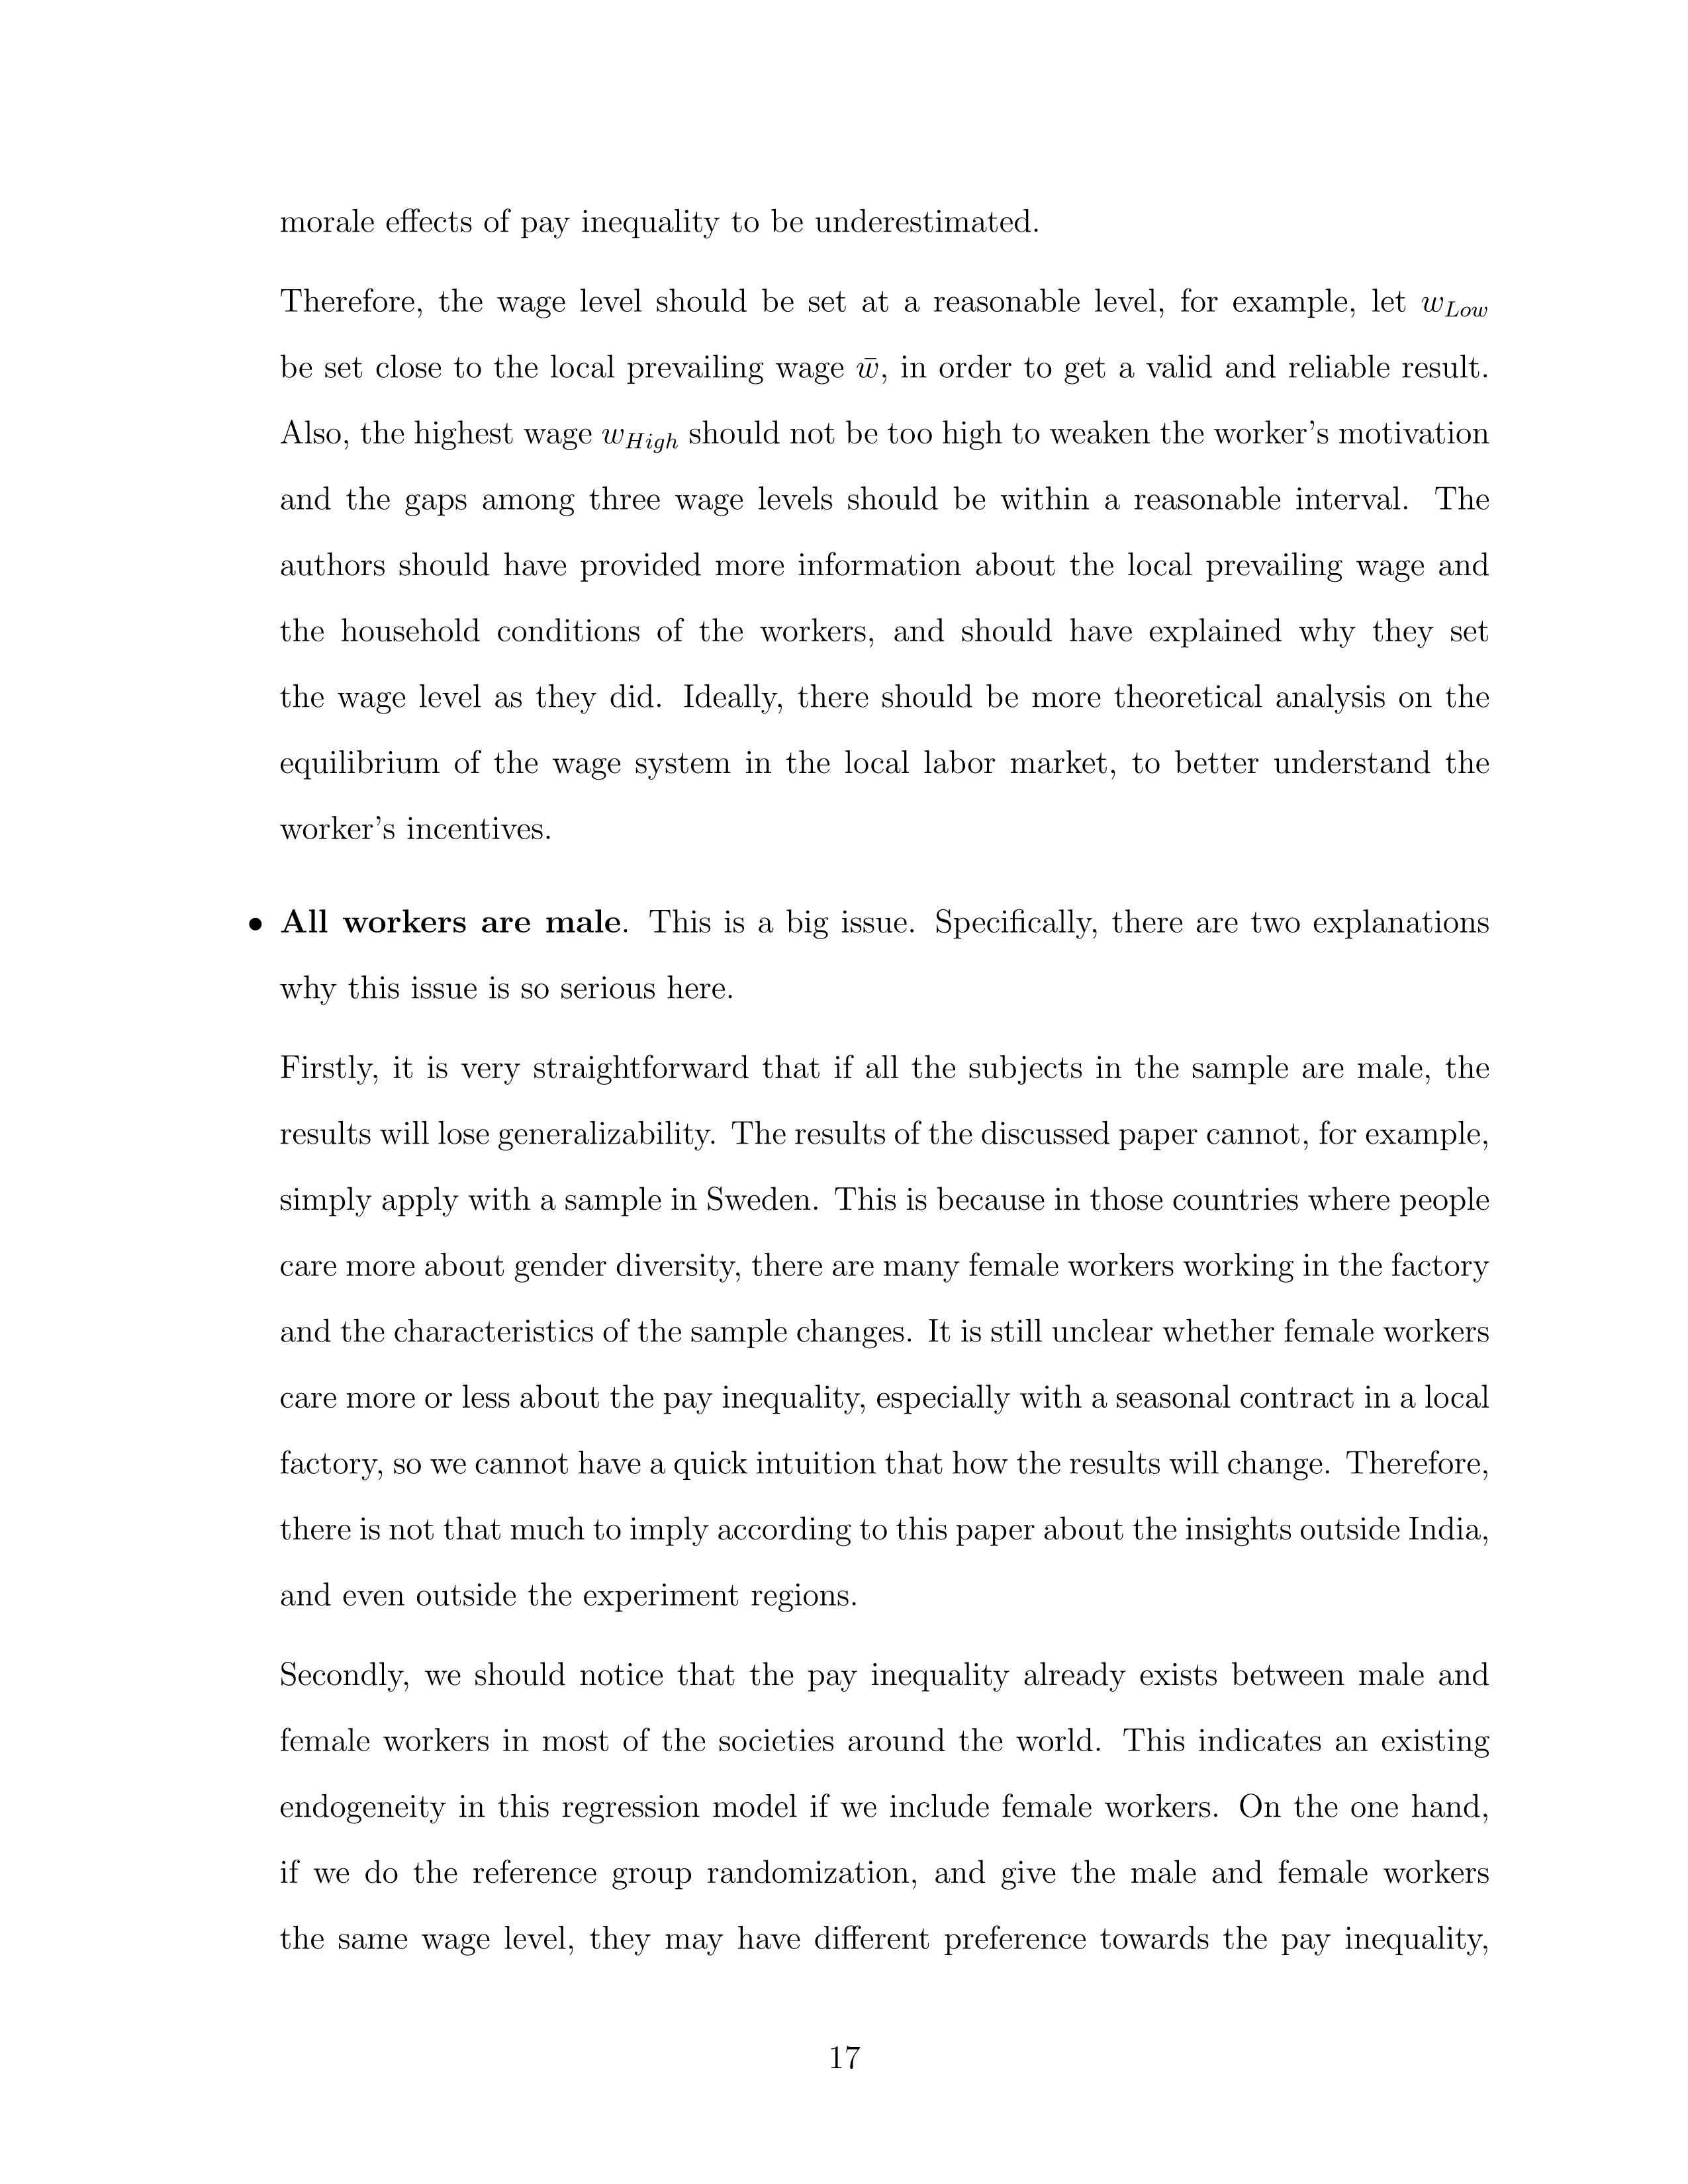 morale effects of pay inequality to be underestimated.
Therefore, the wage level should be set at a reasonable level, for example, let w_Low
be set close to the local prevailing wage w̄, in order to get a valid and reliable result.
Also, the highest wage w_High should not be too high to weaken the worker's motivation
and the gaps among three wage levels should be within a reasonable interval. The
authors should have provided more information about the local prevailing wage and
the household conditions of the workers, and should have explained why they set
the wage level as they did. Ideally, there should be more theoretical analysis on the
equilibrium of the wage system in the local labor market, to better understand the
worker's incentives.
• All workers are male. This is a big issue. Specifically, there are two explanations
why this issue is so serious here.
Firstly, it is very straightforward that if all the subjects in the sample are male, the
results will lose generalizability. The results of the discussed paper cannot, for example,
simply apply with a sample in Sweden. This is because in those countries where people
care more about gender diversity, there are many female workers working in the factory
and the characteristics of the sample changes. It is still unclear whether female workers
care more or less about the pay inequality, especially with a seasonal contract in a local
factory, so we cannot have a quick intuition that how the results will change. Therefore,
there is not that much to imply according to this paper about the insights outside India,
and even outside the experiment regions.
Secondly, we should notice that the pay inequality already exists between male and
female workers in most of the societies around the world. This indicates an existing
endogeneity in this regression model if we include female workers. On the one hand,
if we do the reference group randomization, and give the male and female workers
the same wage level, they may have different preference towards the pay inequality,
17